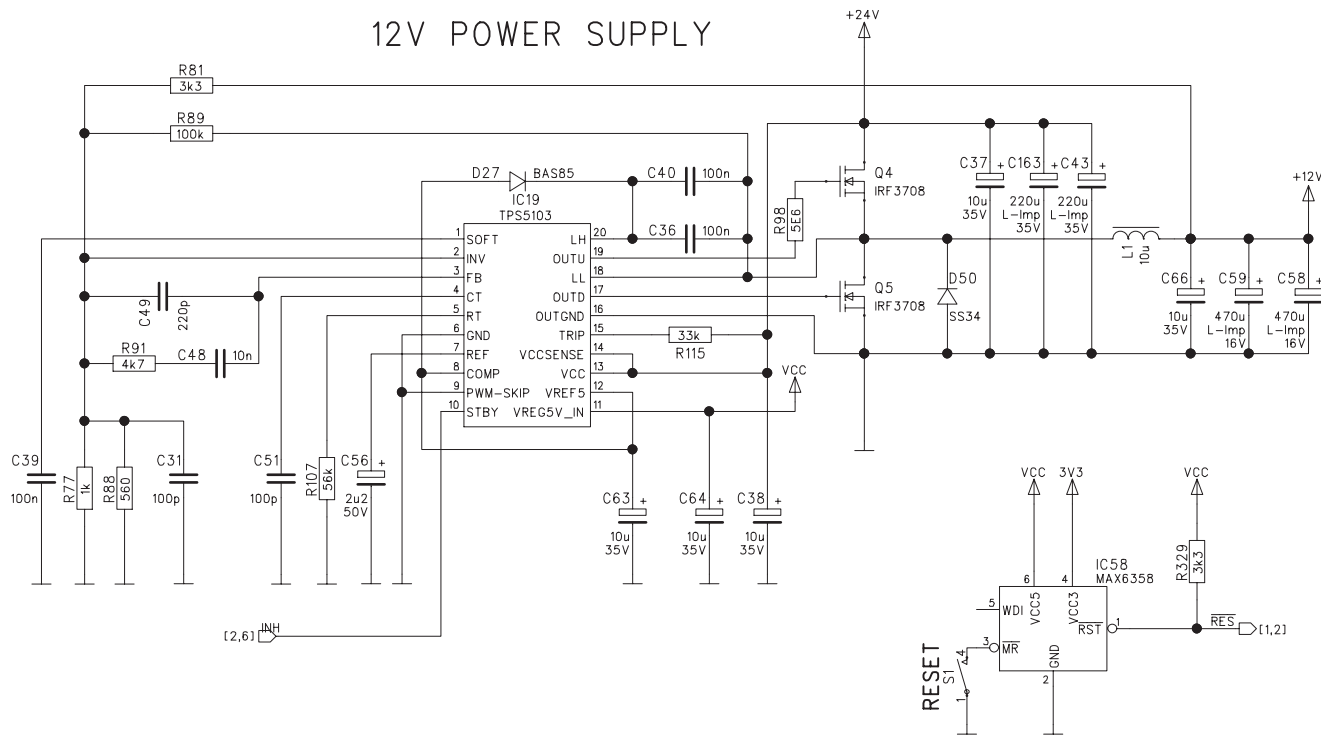 12V POWER SUPPLY
+24V
R81
3k3
R89
100k
D27
BAS85
C40
100n
IC19
TPS5103
C36
100n
1
SOFT
2
INV
3
FB
4
CT
5
RT
6
GND
7
REF
8
COMP
9
PWM-SKIP
10
STBY
20
LH
19
OUTU
18
LL
17
OUTD
16
OUTGND
15
TRIP
14
VCCSENSE
13
VCC
12
VREF5
11
VREG5V_IN
R98
5E6
Q4
IRF3708
Q5
IRF3708
C37
+
10u
35V
C163
+
220u
L-Imp
35V
C43
+
220u
L-Imp
35V
+12V
L1
10u
D50
SS34
C66
+
10u
35V
C59
+
470u
L-Imp
16V
C58
+
470u
L-Imp
16V
C49
220p
R91
4k7
C48
10n
33k
R115
VCC
C39
100n
R77
1k
R88
560
C31
100p
C51
100p
R107
56k
C56
+
2u2
50V
C63
+
10u
35V
C64
+
10u
35V
C38
+
10u
35V
[2,6]
INH
VCC
3V3
VCC
R329
3k3
IC58
MAX6358
6
VCC5
4
VCC3
5
WDI
RST
1
RES
[1,2]
3
MR
GND
2
RESET
S1
4
1